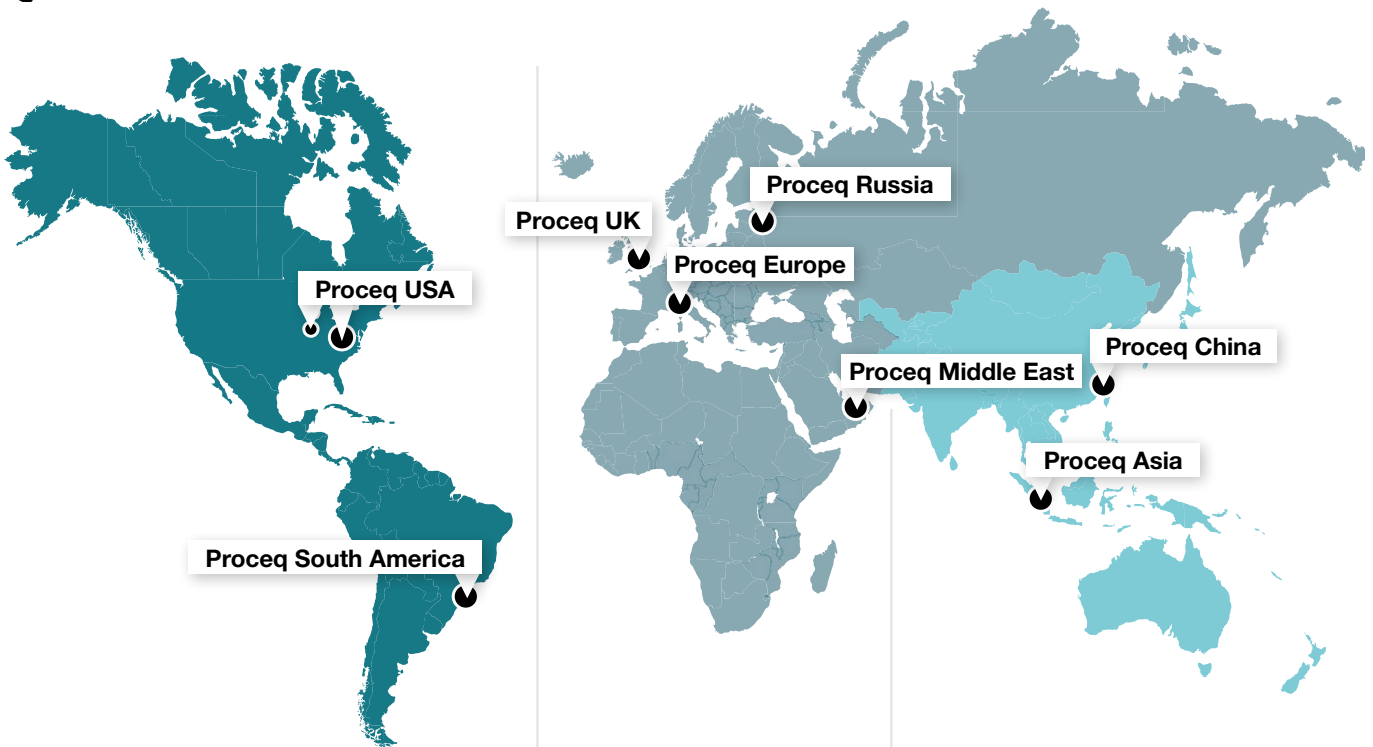 Proceq Russia
Proceq UK
Proceq Europe
Proceq USA
Proceq China
Proceq Middle East
Proceq Asia
Proceq South America